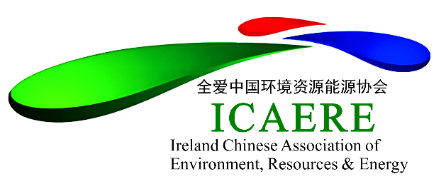 全爱中国环境资源能源协会
ICAERE
Ireland Chinese Association of
Environment, Resources & Energy